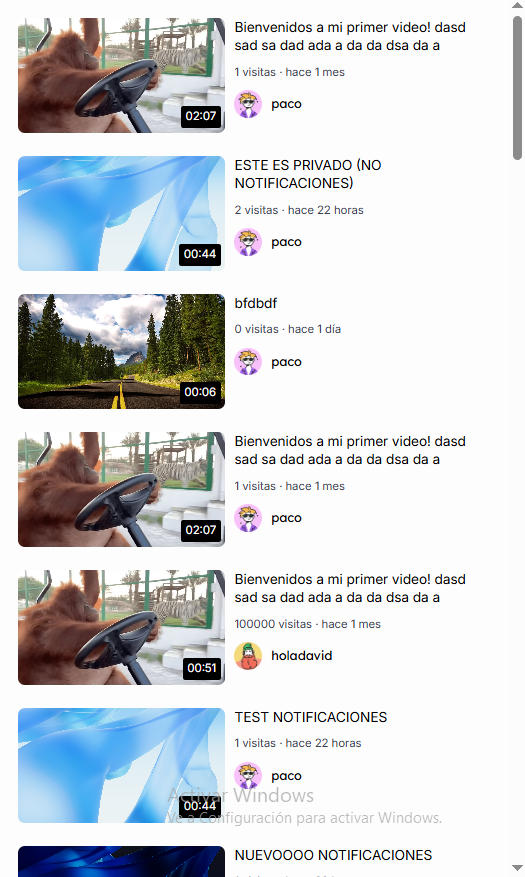 Bienvenidos a mi primer video! dasd
sad sa dad ada a da da dsa da a
1 visitas · hace 1 mes
paco
02:07
ESTE ES PRIVADO (NO
NOTIFICACIONES)
2 visitas · hace 22 horas
paco
00:44
bfdbdf
0 visitas · hace 1 día
paco
00:06
Bienvenidos a mi primer video! dasd
sad sa dad ada a da da dsa da a
1 visitas · hace 1 mes
paco
02:07
Bienvenidos a mi primer video! dasd
sad sa dad ada a da da dsa da a
100000 visitas · hace 1 mes
holadavid
00:51
TEST NOTIFICACIONES
1 visitas · hace 22 horas
paco
00:44
Activar Windows
Ve a Configuración para activar Windows.
NUEVOOOO NOTIFICACIONES